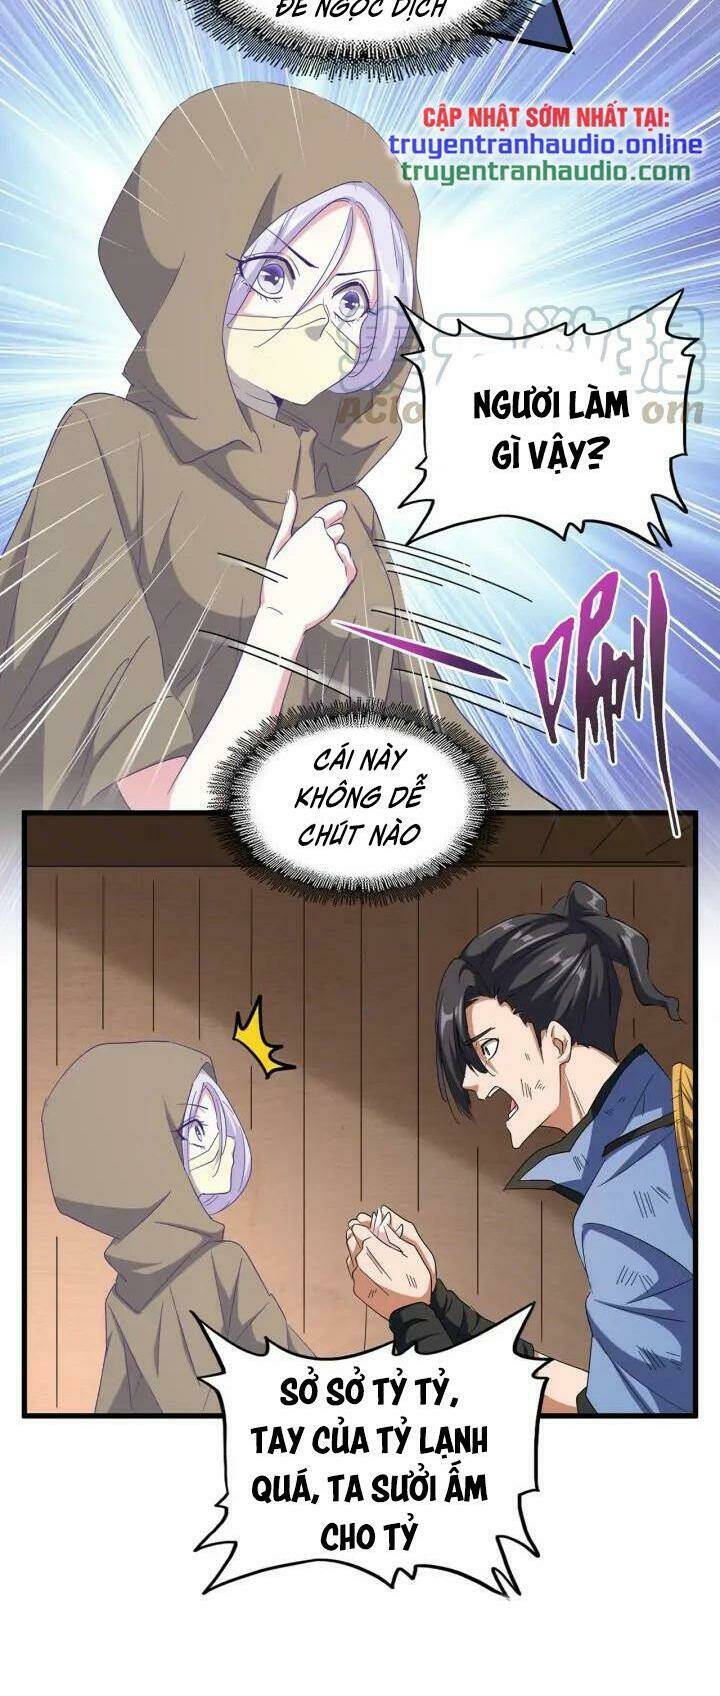 ĐỂ NGỌC DỊCH
CẬP NHẬT SỚM NHẤT TẠI:
truyentranhaudio.online
truyentranhaudio.com
NGƯƠI LÀM
GÌ VẬY?
CÁI NÀY
KHÔNG DỄ
CHÚT NÀO
SỞ SỞ TỶ TỶ,
TAY CỦA TỶ LẠNH
QUÁ, TA SƯỞI ẤM
CHO TỶ